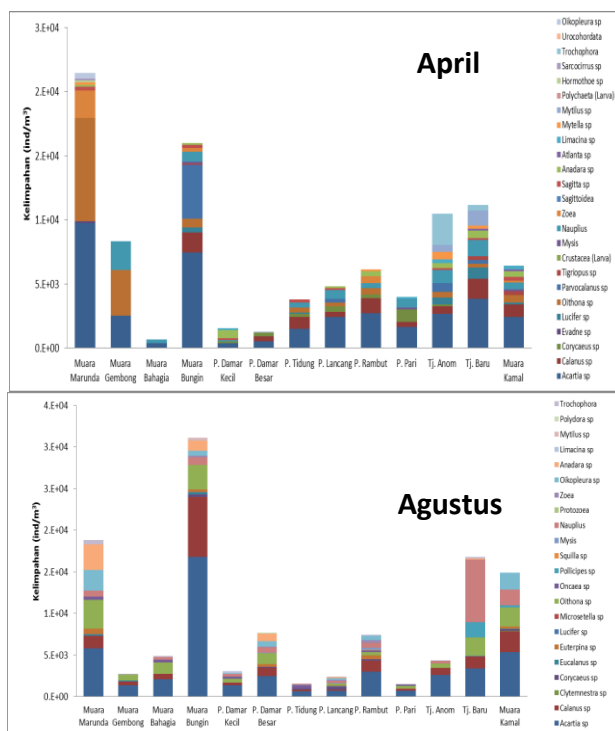 April
Kelimpahan (ind/m³)
3.E+04
2.E+04
2.E+04
1.E+04
5.E+03
0.E+00
Muara Marunda
Muara Gembong
Muara Bahagia
Muara Bungin
P. Damar Kecil
P. Damar Besar
P. Tidung
P. Lancang
P. Rambut
P. Pari
Tj. Anom
Tj. Baru
Muara Kamal
Oikopleura sp
Urocohordata
Trochophora
Sarcocirrus sp
Hormothoe sp
Polychaeta (Larva)
Mytilus sp
Mytella sp
Limacina sp
Atlanta sp
Anadara sp
Sagitta sp
Sagittoidea
Zoea
Nauplius
Mysis
Crustacea (Larva)
Tigriopus sp
Parvocalanus sp
Oithona sp
Lucifer sp
Evadne sp
Corycaeus sp
Calanus sp
Acartia sp
Agustus
Kelimpahan (ind/m³)
4.E+04
3.E+04
3.E+04
2.E+04
2.E+04
1.E+04
5.E+03
0.E+00
Muara Marunda
Muara Gembong
Muara Bahagia
Muara Bungin
P. Damar Kecil
P. Damar Besar
P. Tidung
P. Lancang
P. Rambut
P. Pari
Tj. Anom
Tj. Baru
Muara Kamal
Trochophora
Polydora sp
Mytilus sp
Limacina sp
Anadara sp
Oikopleura sp
Zoea
Protozoea
Nauplius
Mysis
Squilla sp
Pollicipes sp
Oncaea sp
Oithona sp
Microsetella sp
Lucifer sp
Euterpina sp
Eucalanus sp
Corycaeus sp
Clytemnestra sp
Calanus sp
Acartia sp